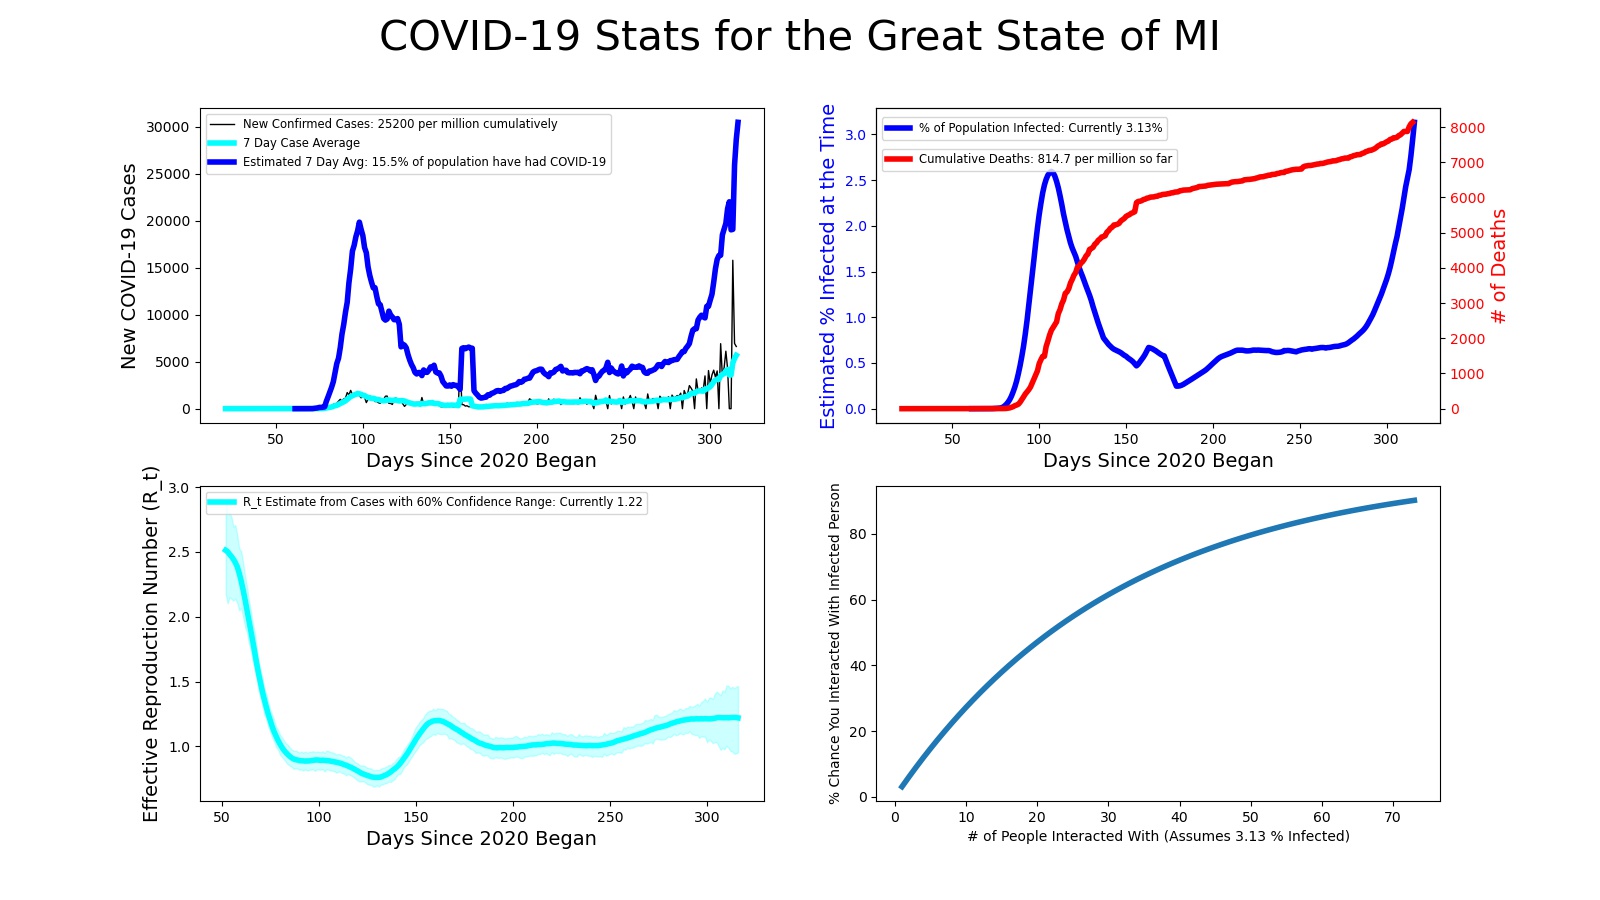 COVID-19 Stats for the Great State of MI
New COVID-19 Cases
30000
25000
20000
15000
10000
5000
0
New Confirmed Cases: 25200 per million cumulatively
7 Day Case Average
Estimated 7 Day Avg: 15.5% of population have had COVID-19
50 100 150 200 250 300
Days Since 2020 Began
Estimated % Infected at the Time
3.0
2.5
2.0
1.5
1.0
0.5
0.0
% of Population Infected: Currently 3.13%
Cumulative Deaths: 814.7 per million so far
8000
7000
6000
5000
4000
3000
2000
1000
0
# of Deaths
50 100 150 200 250 300
Days Since 2020 Began
Effective Reproduction Number (R_t)
3.0
2.5
2.0
1.5
1.0
R_t Estimate from Cases with 60% Confidence Range: Currently 1.22
50 100 150 200 250 300
Days Since 2020 Began
% Chance You Interacted With Infected Person
80
60
40
20
0
0 10 20 30 40 50 60 70
# of People Interacted With (Assumes 3.13 % Infected)